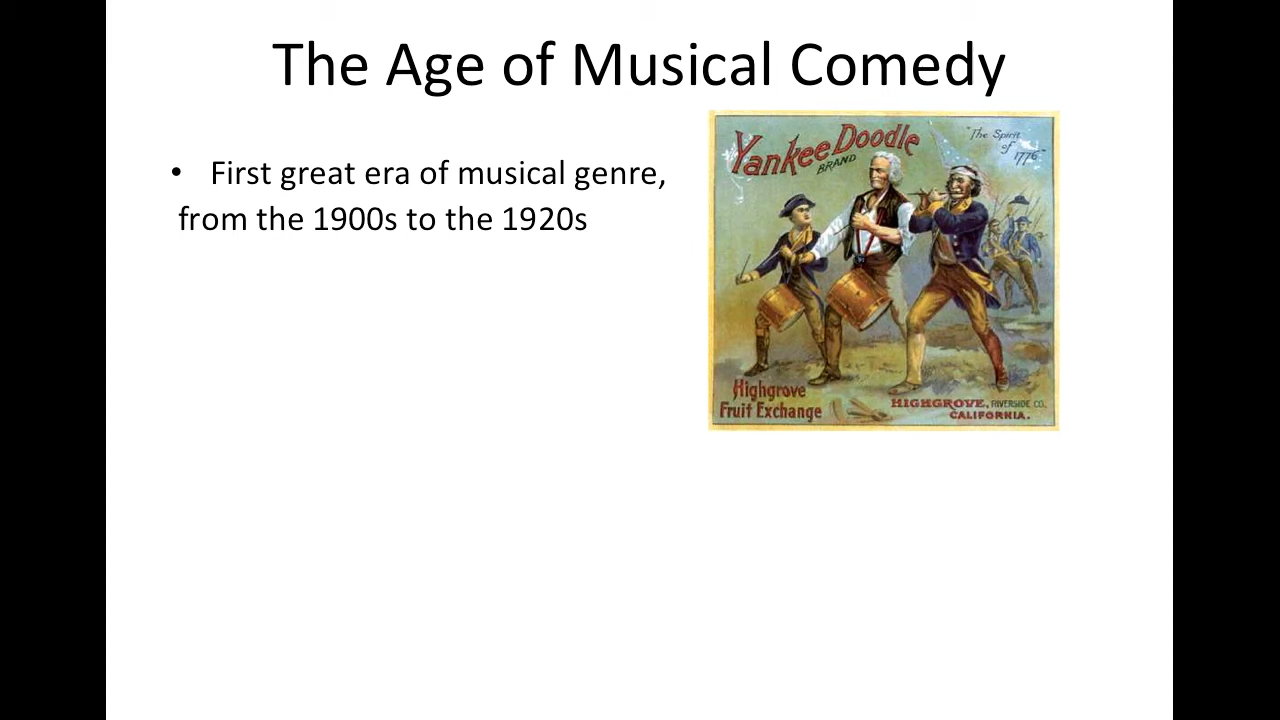 The Age of Musical Comedy
• First great era of musical genre,
from the 1900s to the 1920s
Yankee Doodle
BRAND
"The Spirit
of
1776"
Highgrove
Fruit Exchange
HIGHGROVE, RIVERSIDE CO.
CALIFORNIA.